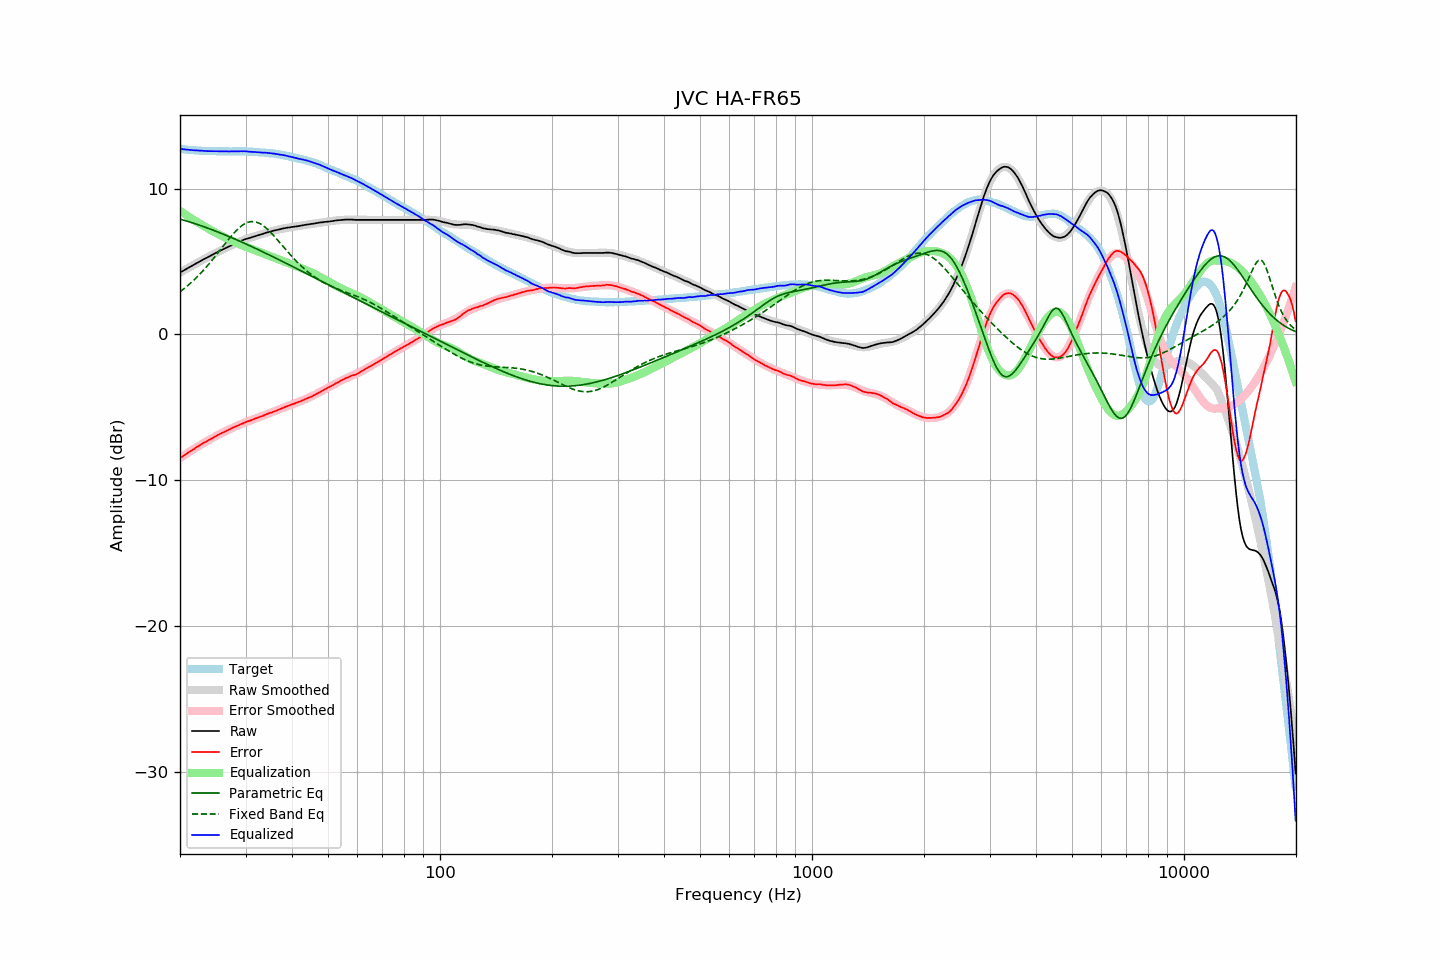 JVC HA-FR65
10
0
−10
−20
−30
Amplitude (dBr)
Target
Raw Smoothed
Error Smoothed
Raw
Error
Equalization
Parametric Eq
Fixed Band Eq
Equalized
100
1000
10000
Frequency (Hz)